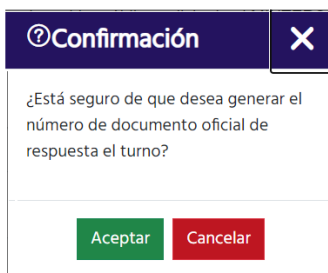 Confirmación
¿Está seguro de que desea generar el
número de documento oficial de
respuesta el turno?
Aceptar Cancelar